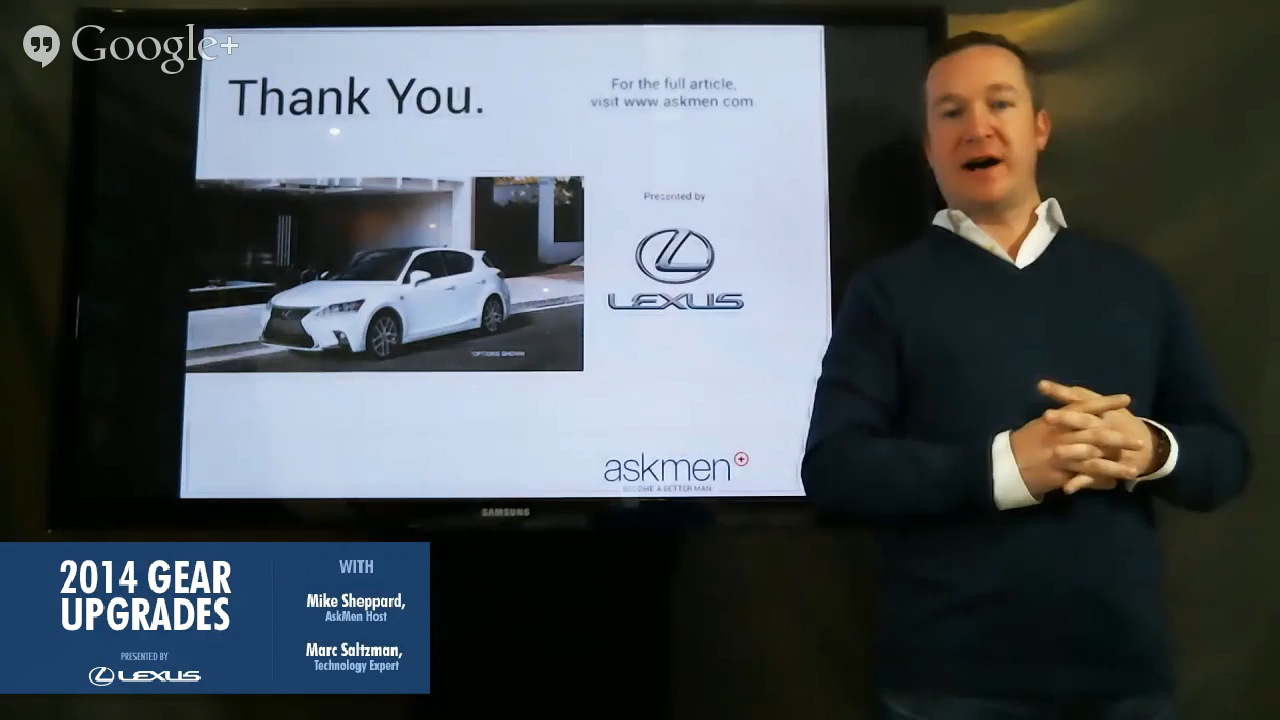 Google+
Thank You.
For the full article,
visit www.askmen.com
Presented by
LEXUS
*OPTIONS SHOWN
askmen+
BECOME A BETTER MAN
SAMSUNG
2014 GEAR
UPGRADES
PRESENTED BY
LEXUS
WITH
Mike Sheppard,
AskMen Host
Marc Saltzman,
Technology Expert